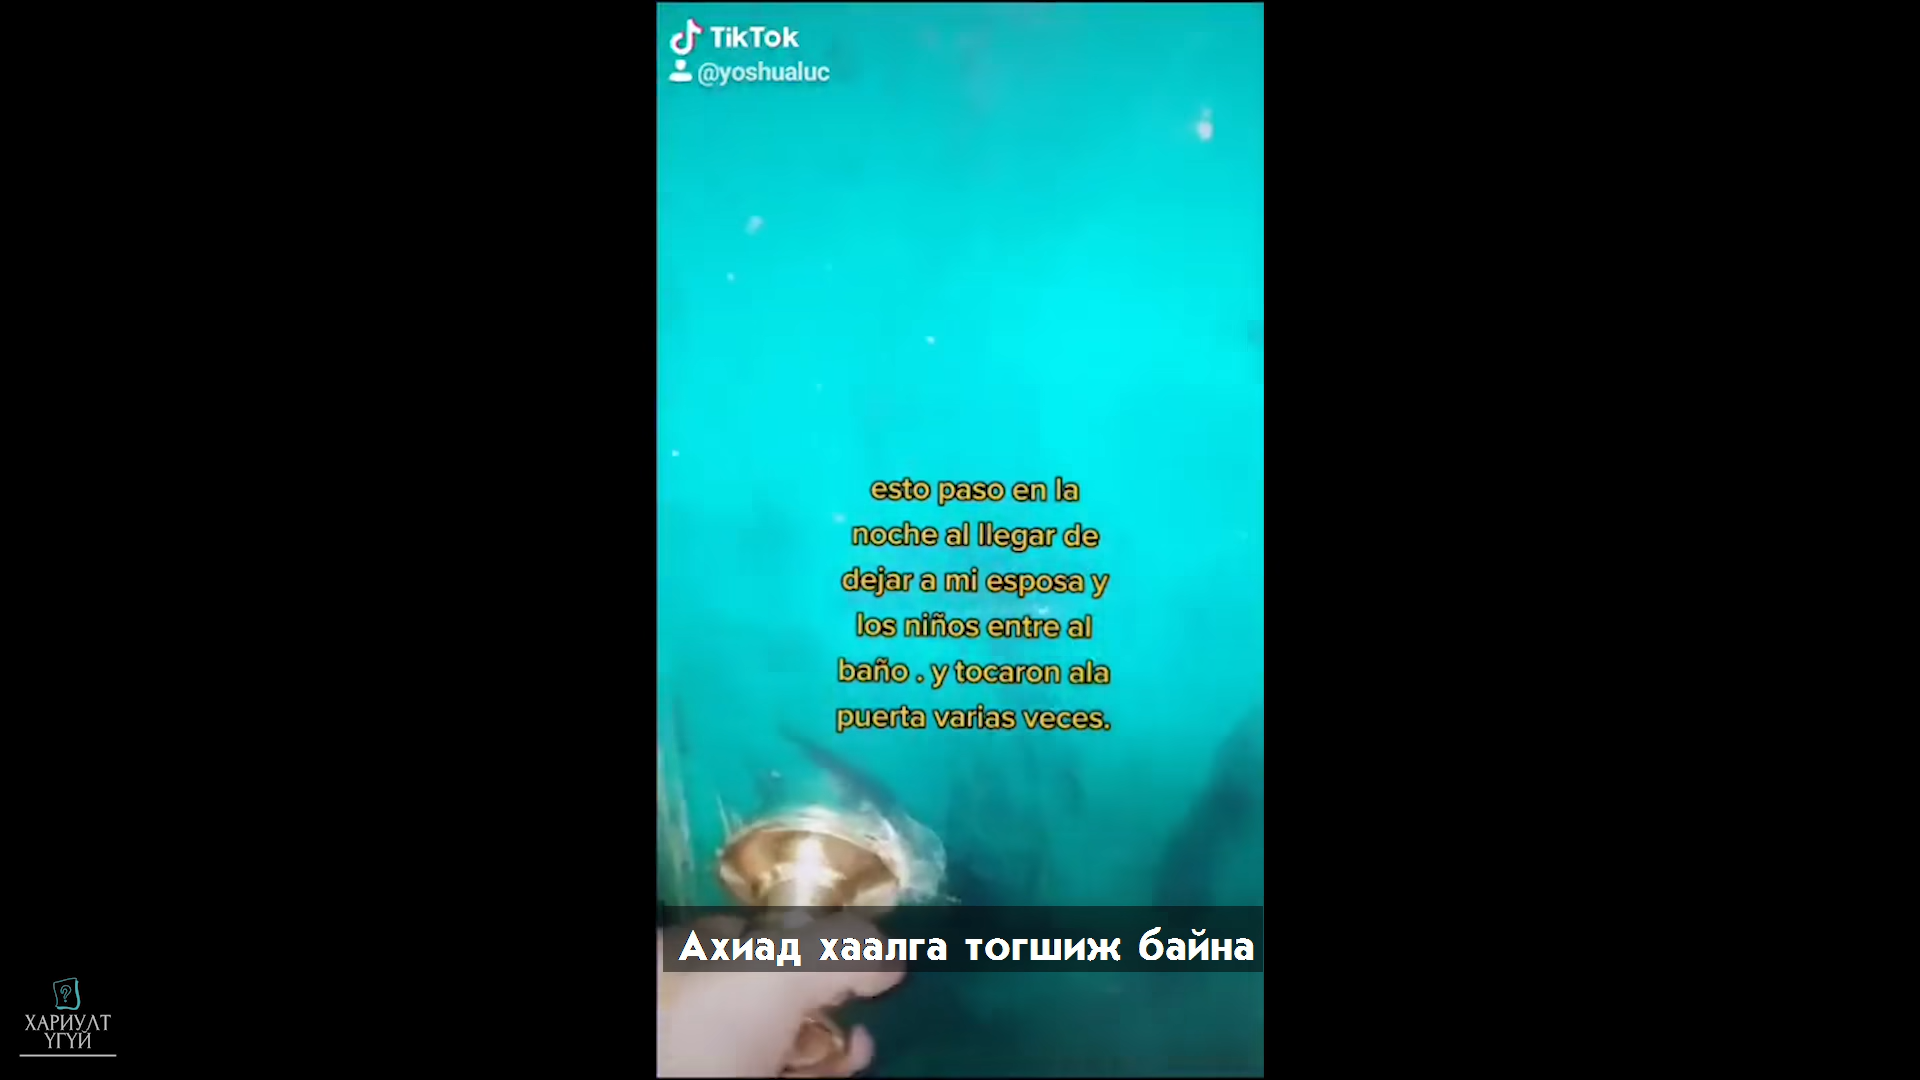 TikTok
@yoshualuc
esto paso en la
noche al llegar de
dejar a mi esposa y
los niños entre al
baño . y tocaron ala
puerta varias veces.
Ахиад хаалга тогшиж байна
?
ХАРИУЛТ
ҮГҮЙ